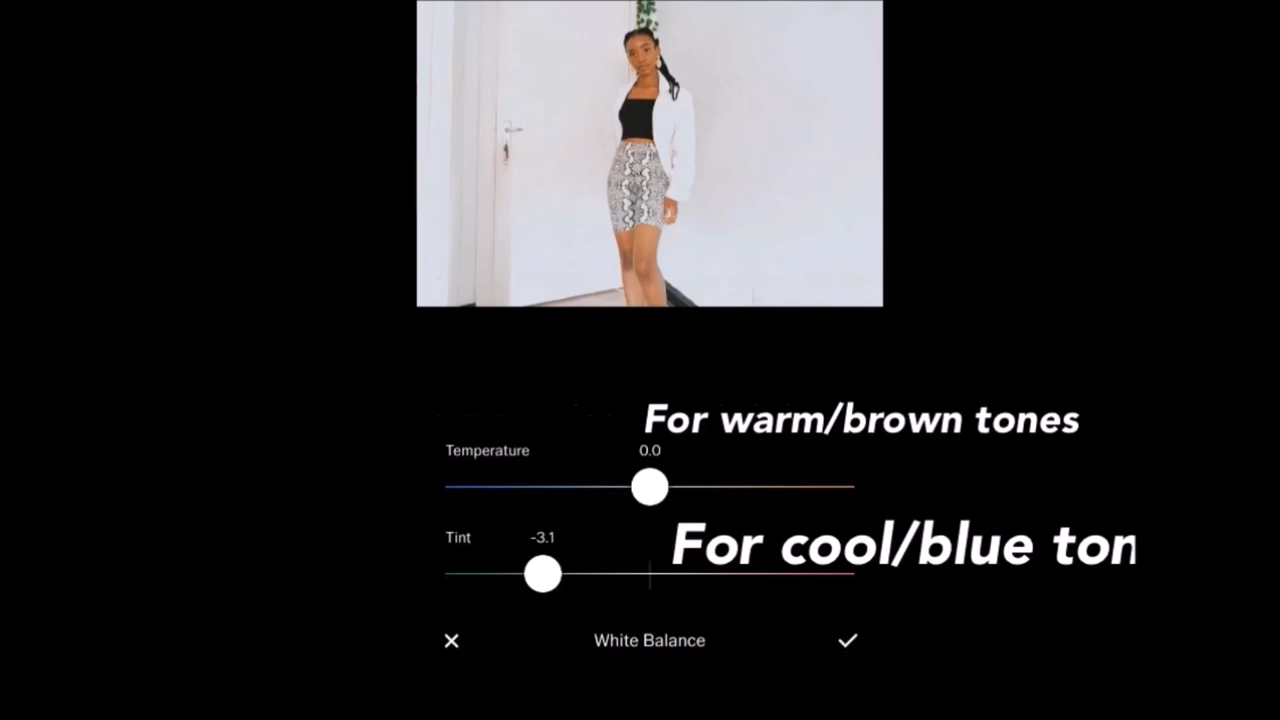 For warm/brown tones
Temperature 0.0
For cool/blue ton
Tint -3.1
White Balance